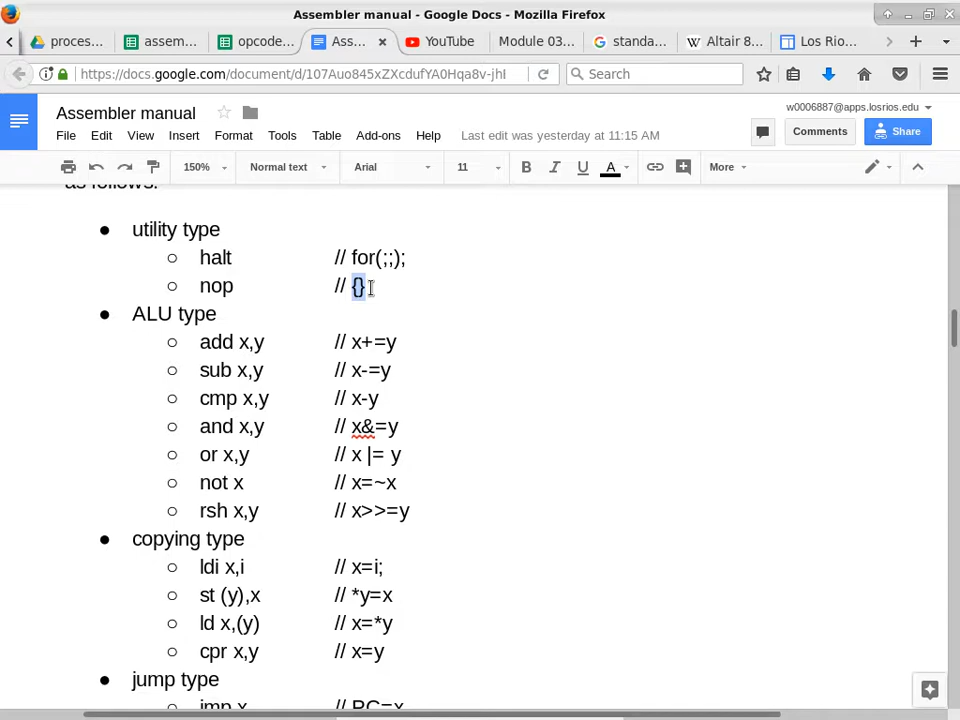 Assembler manual - Google Docs - Mozilla Firefox
proces...
assem...
opcode...
Ass...
YouTube
Module 03...
standa...
Altair 8...
Los Rio...
https://docs.google.com/document/d/107Auo845xZXcdufYA0Hqa8v-jhE
Search
Assembler manual
w0006887@apps.losrios.edu
File Edit View Insert Format Tools Table Add-ons Help Last edit was yesterday at 11:15 AM
Comments
Share
150% Normal text Arial 11 B I U A More
as follows:
● utility type
○ halt // for(;;);
○ nop // {}
● ALU type
○ add x,y // x+=y
○ sub x,y // x-=y
○ cmp x,y // x-y
○ and x,y // x&=y
○ or x,y // x |= y
○ not x // x=~x
○ rsh x,y // x>>=y
● copying type
○ ldi x,i // x=i;
○ st (y),x // *y=x
○ ld x,(y) // x=*y
○ cpr x,y // x=y
● jump type
○ jmp x // PC=x